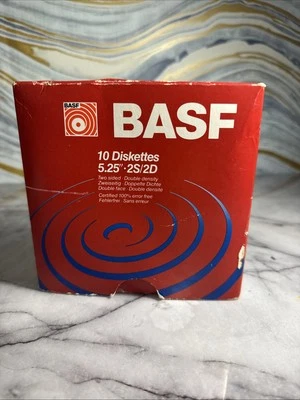 BASF
BASF
10 Diskettes
5.25"·2S/2D
Two sided · Double density
Zweiseitig · Doppelte Dichte
Double face · Double densité
Certified 100% error free
Fehlerfrei · Sans erreur